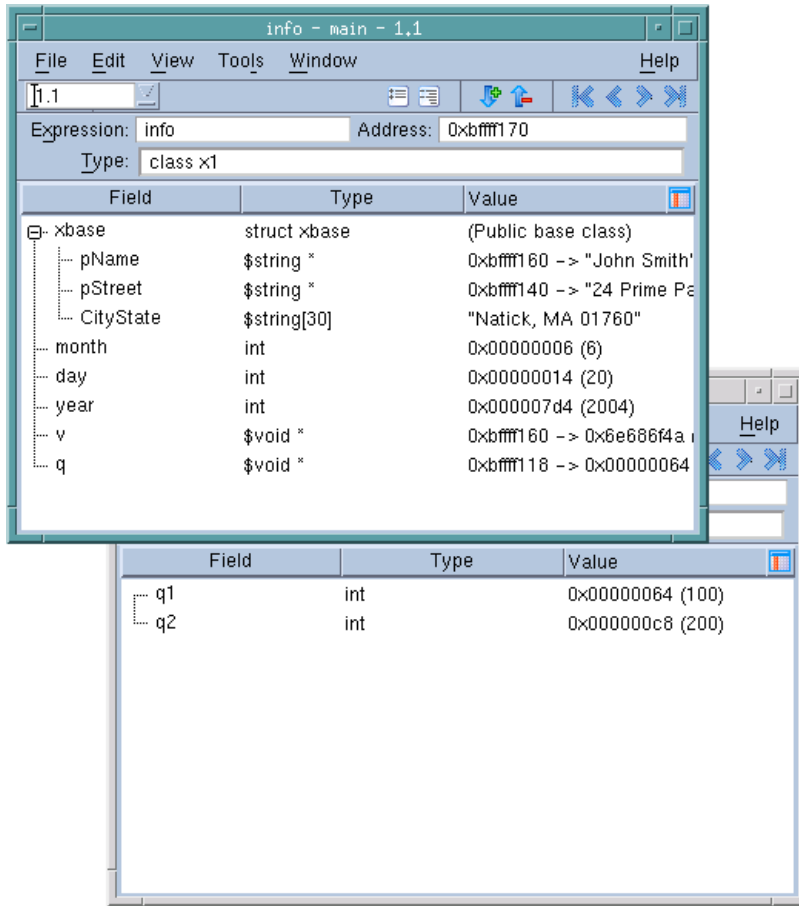 info - main - 1.1
File Edit View Tools Window Help
1.1
Expression: info Address: 0xbffff170
Type: class x1
Field Type Value
xbase struct xbase (Public base class)
pName $string * 0xbffff160 -> "John Smith"
pStreet $string * 0xbffff140 -> "24 Prime Pa
CityState $string[30] "Natick, MA 01760"
month int 0x00000006 (6)
day int 0x00000014 (20)
year int 0x000007d4 (2004)
v $void * 0xbffff160 -> 0x6e686f4a
q $void * 0xbffff118 -> 0x00000064
Help
Field Type Value
q1 int 0x00000064 (100)
q2 int 0x000000c8 (200)